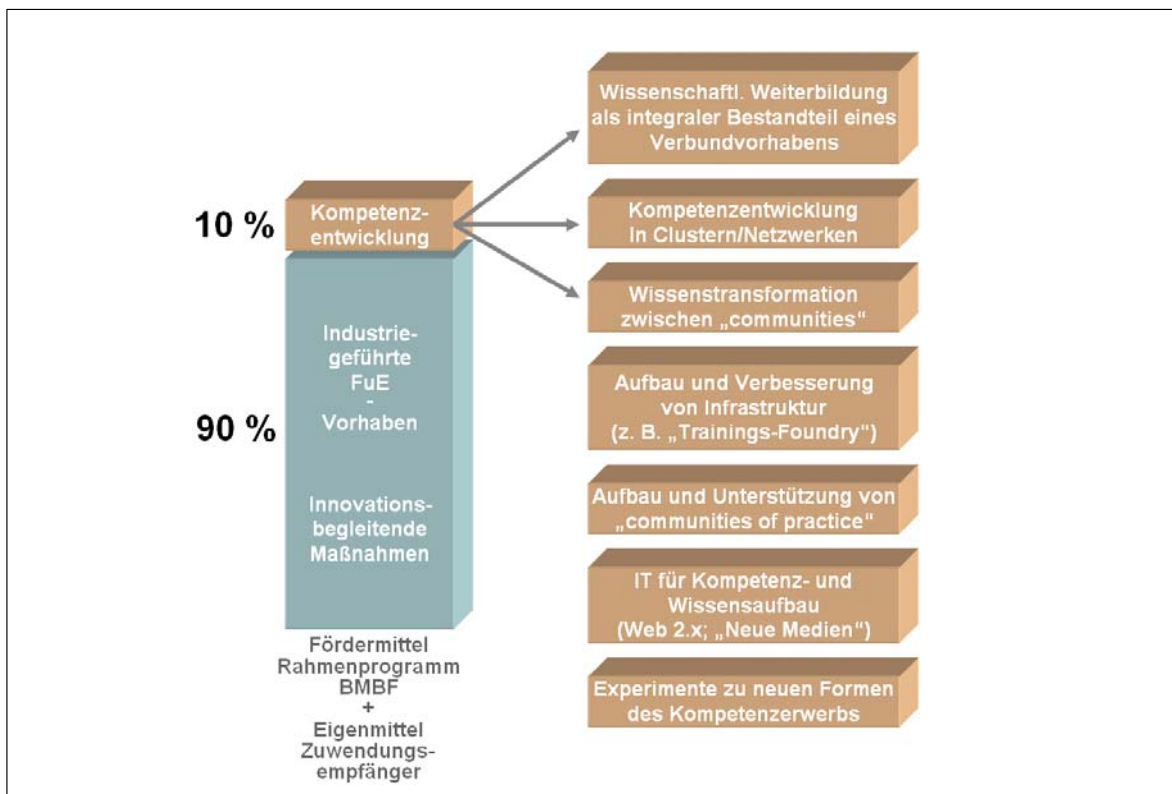 10 %
Kompetenz-
entwicklung
90 %
Industrie-
geführte
FuE
-
Vorhaben
Innovations-
begleitende
Maßnahmen
Fördermittel
Rahmenprogramm
BMBF
+
Eigenmittel
Zuwendungs-
empfänger
Wissenschaftl. Weiterbildung
als integraler Bestandteil eines
Verbundvorhabens
Kompetenzentwicklung
In Clustern/Netzwerken
Wissenstransformation
zwischen „communities“
Aufbau und Verbesserung
von Infrastruktur
(z. B. „Trainings-Foundry“)
Aufbau und Unterstützung von
„communities of practice“
IT für Kompetenz- und
Wissensaufbau
(Web 2.x; „Neue Medien“)
Experimente zu neuen Formen
des Kompetenzerwerbs